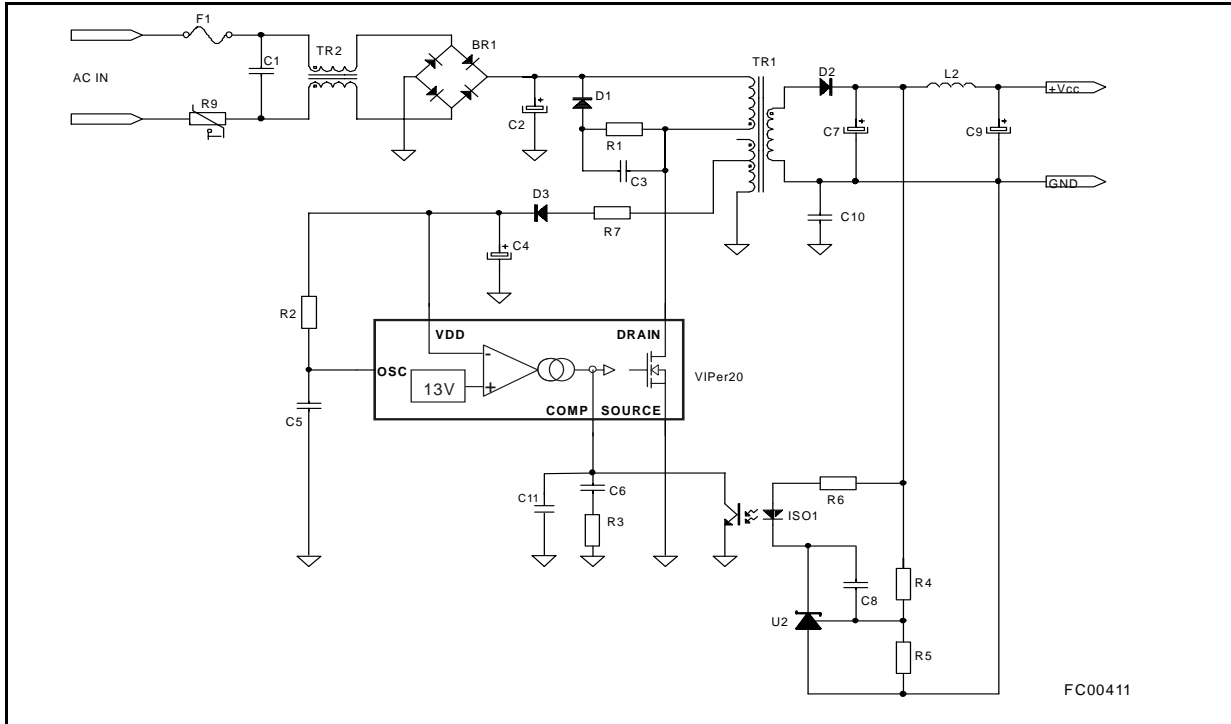 F1
BR1
TR2
TR1
D2
L2
C1
AC IN
+Vcc
R9
D1
C2
C7
C9
R1
C3
GND
D3
C10
R7
C4
R2
VDD
DRAIN
-
OSC
13V
+
VIPer20
COMP
SOURCE
C5
C11
C6
R6
R3
ISO1
C8
R4
U2
R5
FC00411